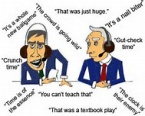 "It's a whole
new ballgame"
"The crowd is going wild"
"That was just huge."
"It's a nail biter"
"Gut-check
time"
"Crunch
time"
"Time is of
the essence"
"You can't teach that"
"That was a textbook play"
"The clock is
their enemy"